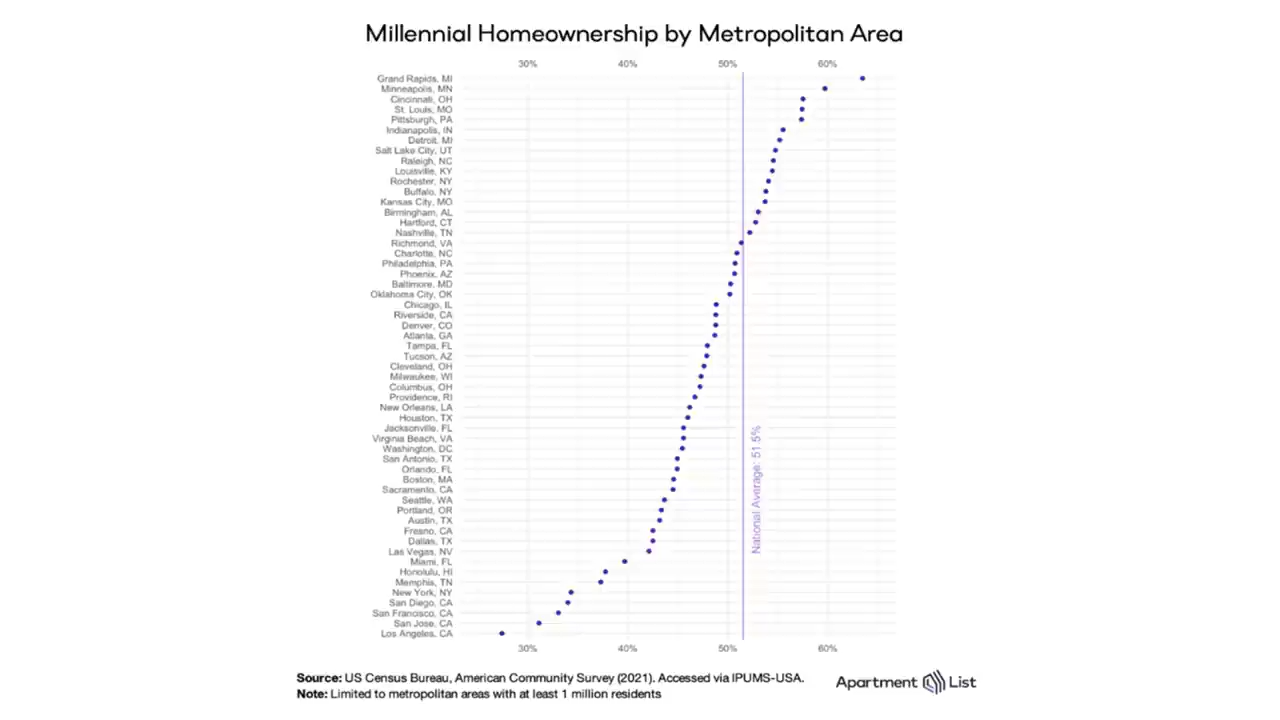 Millennial Homeownership by Metropolitan Area
30% 40% 50% 60%
Grand Rapids, MI
Minneapolis, MN
Cincinnati, OH
St. Louis, MO
Pittsburgh, PA
Indianapolis, IN
Detroit, MI
Salt Lake City, UT
Raleigh, NC
Louisville, KY
Rochester, NY
Buffalo, NY
Kansas City, MO
Birmingham, AL
Hartford, CT
Nashville, TN
Richmond, VA
Charlotte, NC
Philadelphia, PA
Phoenix, AZ
Baltimore, MD
Oklahoma City, OK
Chicago, IL
Riverside, CA
Denver, CO
Atlanta, GA
Tampa, FL
Tucson, AZ
Cleveland, OH
Milwaukee, WI
Columbus, OH
Providence, RI
New Orleans, LA
Houston, TX
Jacksonville, FL
Virginia Beach, VA
Washington, DC
San Antonio, TX
Orlando, FL
Boston, MA
Sacramento, CA
Seattle, WA
Portland, OR
Austin, TX
Fresno, CA
Dallas, TX
Las Vegas, NV
Miami, FL
Honolulu, HI
Memphis, TN
New York, NY
San Diego, CA
San Francisco, CA
San Jose, CA
Los Angeles, CA
National Average: 51.5%
30% 40% 50% 60%
Source: US Census Bureau, American Community Survey (2021). Accessed via IPUMS-USA.
Note: Limited to metropolitan areas with at least 1 million residents
Apartment List